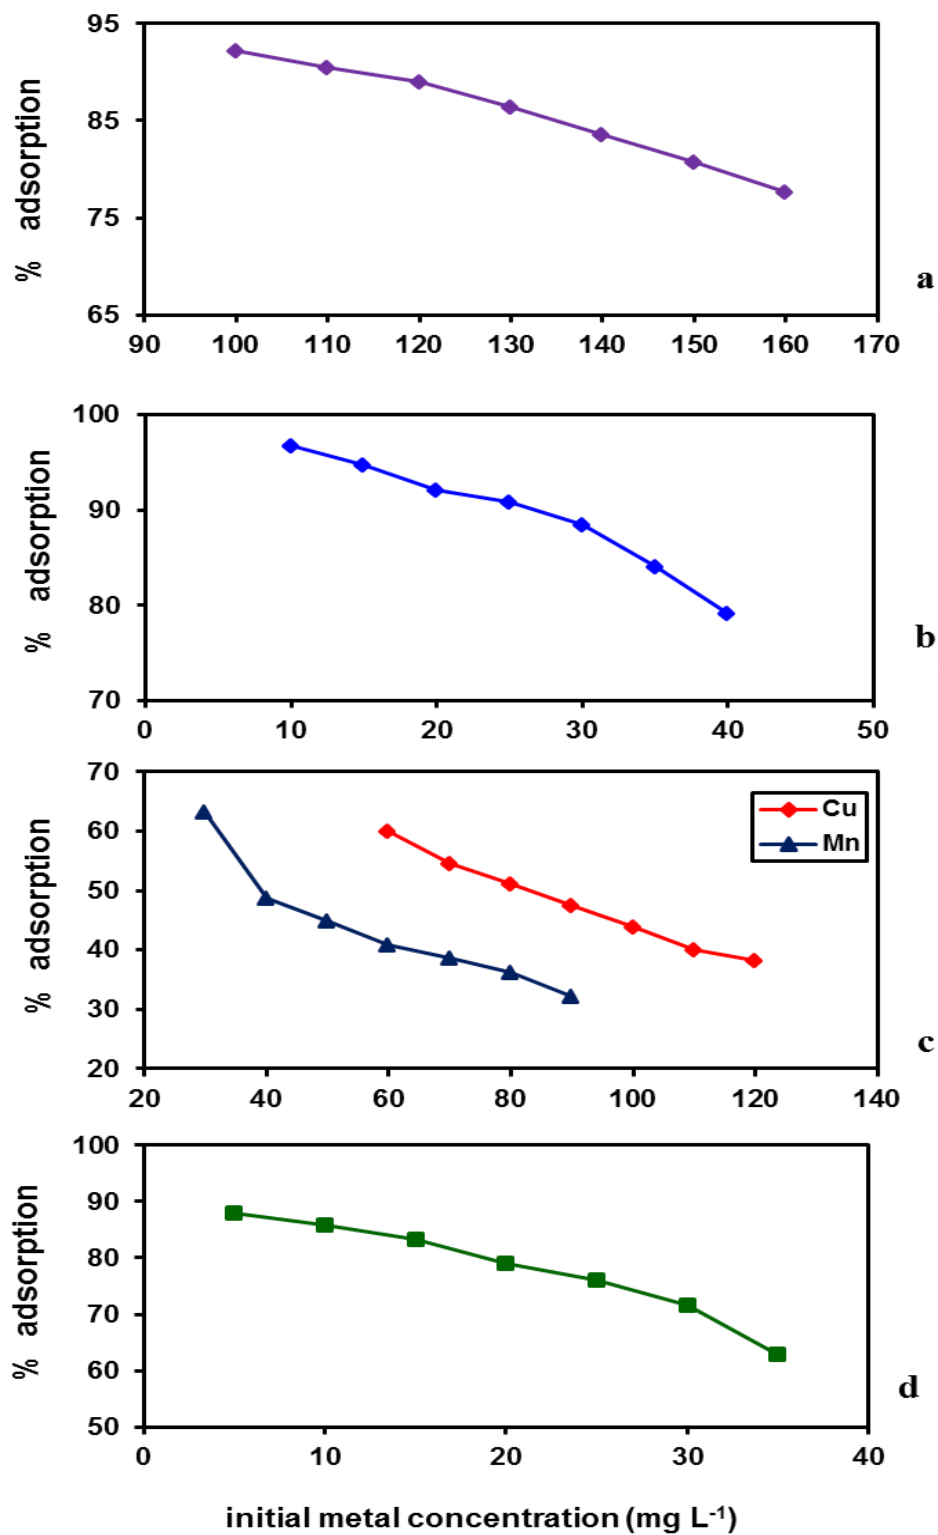 95
85
75
65
% adsorption
90 100 110 120 130 140 150 160 170
a
100
90
80
70
% adsorption
0 10 20 30 40 50
b
70
60
50
40
30
20
% adsorption
Cu
Mn
20 40 60 80 100 120 140
c
100
90
80
70
60
50
% adsorption
0 10 20 30 40
d
initial metal concentration (mg L⁻¹)